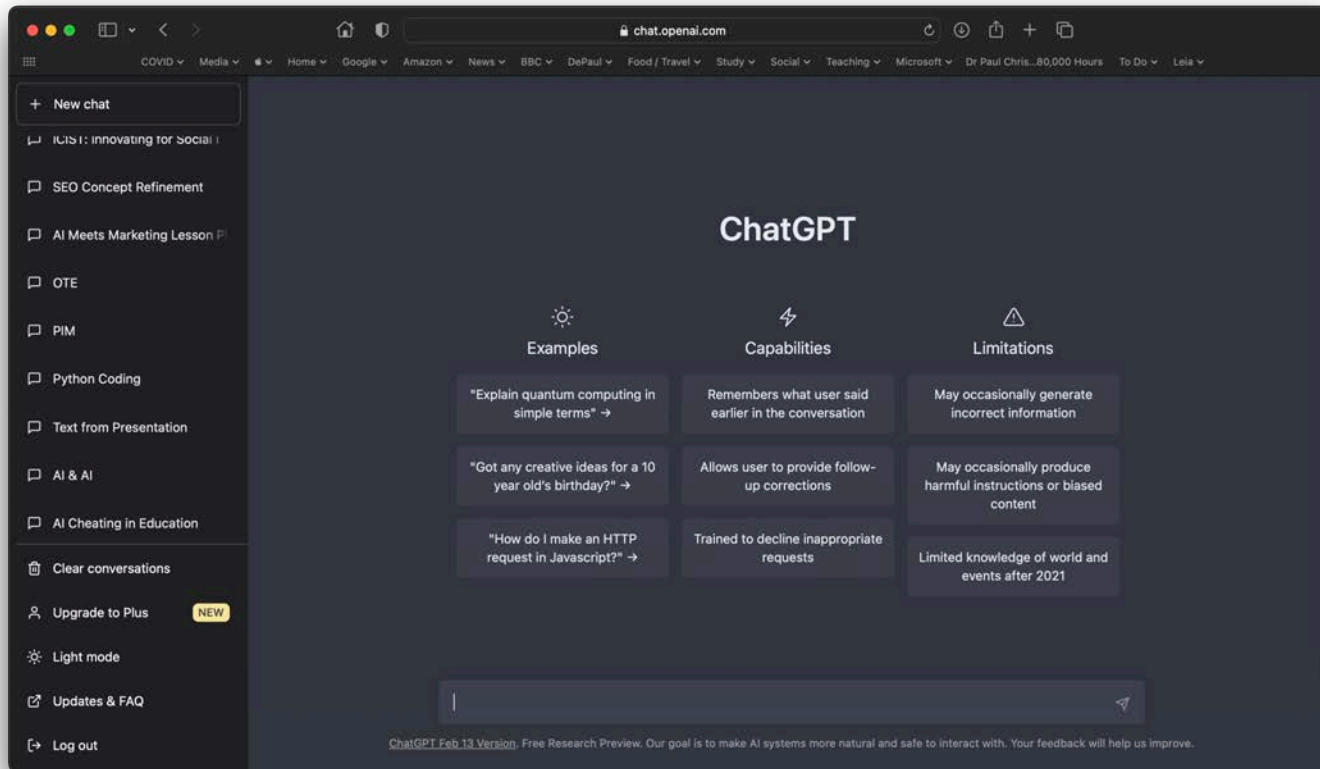 chat.openai.com
COVID Media Home Google Amazon News BBC DePaul Food / Travel Study Social Teaching Microsoft Dr Paul Chris...80,000 Hours To Do Leia
+ New chat
ICIST: Innovating for Social I
SEO Concept Refinement
AI Meets Marketing Lesson Pl
OTE
PIM
Python Coding
Text from Presentation
AI & AI
AI Cheating in Education
Clear conversations
Upgrade to Plus NEW
Light mode
Updates & FAQ
Log out
ChatGPT
Examples
"Explain quantum computing in
simple terms" →
"Got any creative ideas for a 10
year old's birthday?" →
"How do I make an HTTP
request in Javascript?" →
Capabilities
Remembers what user said
earlier in the conversation
Allows user to provide follow-
up corrections
Trained to decline inappropriate
requests
Limitations
May occasionally generate
incorrect information
May occasionally produce
harmful instructions or biased
content
Limited knowledge of world and
events after 2021
ChatGPT Feb 13 Version. Free Research Preview. Our goal is to make AI systems more natural and safe to interact with. Your feedback will help us improve.